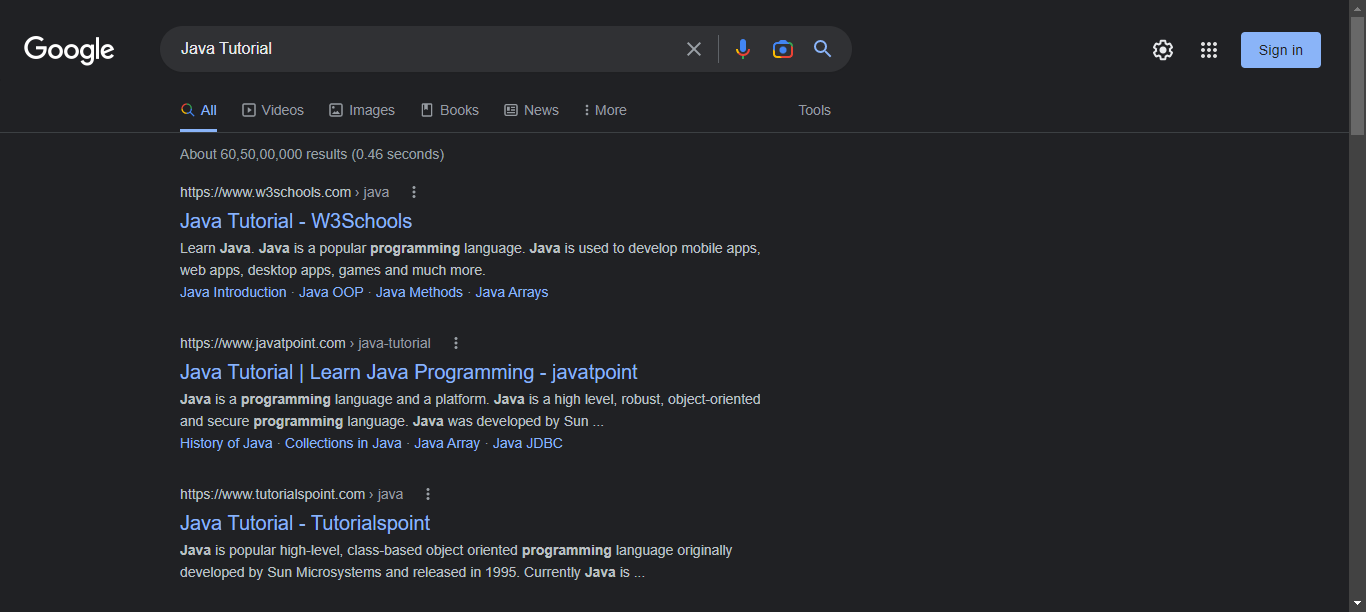 Google
Java Tutorial
Sign in
All Videos Images Books News More Tools
About 60,50,00,000 results (0.46 seconds)
https://www.w3schools.com › java
Java Tutorial - W3Schools
Learn Java. Java is a popular programming language. Java is used to develop mobile apps,
web apps, desktop apps, games and much more.
Java Introduction · Java OOP · Java Methods · Java Arrays
https://www.javatpoint.com › java-tutorial
Java Tutorial | Learn Java Programming - javatpoint
Java is a programming language and a platform. Java is a high level, robust, object-oriented
and secure programming language. Java was developed by Sun ...
History of Java · Collections in Java · Java Array · Java JDBC
https://www.tutorialspoint.com › java
Java Tutorial - Tutorialspoint
Java is popular high-level, class-based object oriented programming language originally
developed by Sun Microsystems and released in 1995. Currently Java is ...